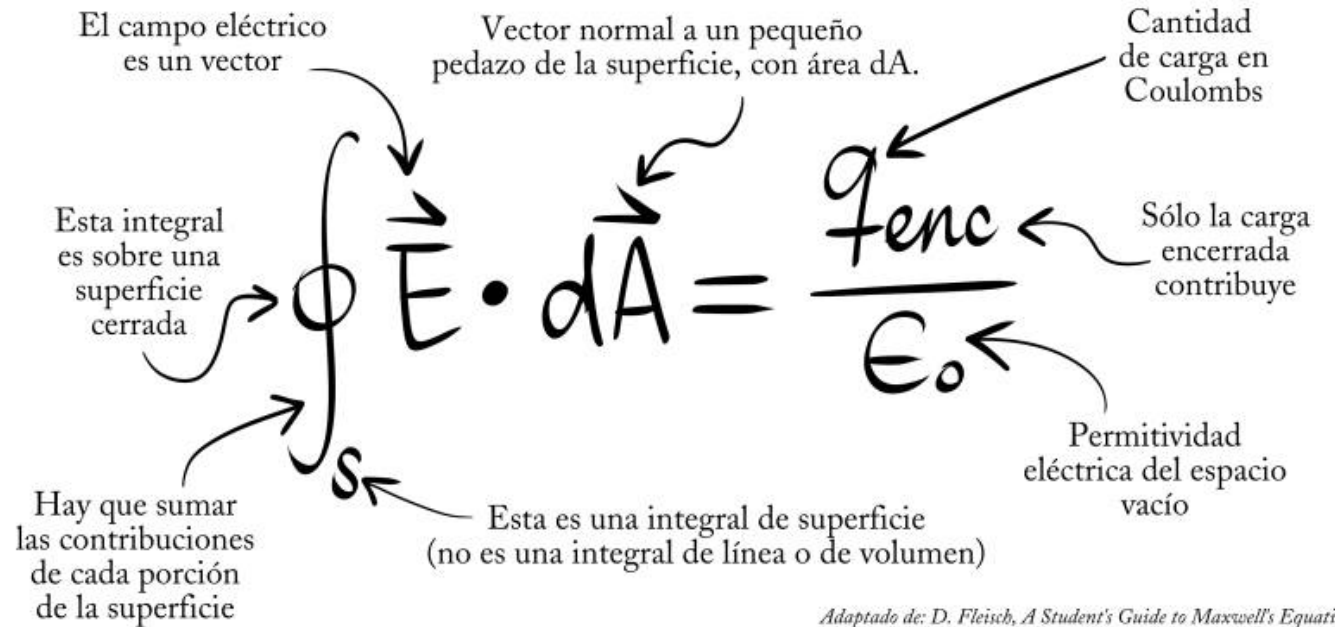 El campo eléctrico
es un vector
Vector normal a un pequeño
pedazo de la superficie, con área dA.
Cantidad
de carga en
Coulombs
Esta integral
es sobre una
superficie
cerrada
∮s E⃗ • dA⃗ = qenc / ϵo
Sólo la carga
encerrada
contribuye
Hay que sumar
las contribuciones
de cada porción
de la superficie
Esta es una integral de superficie
(no es una integral de línea o de volumen)
Permitividad
eléctrica del espacio
vacío
Adaptado de: D. Fleisch, A Student's Guide to Maxwell's Equati